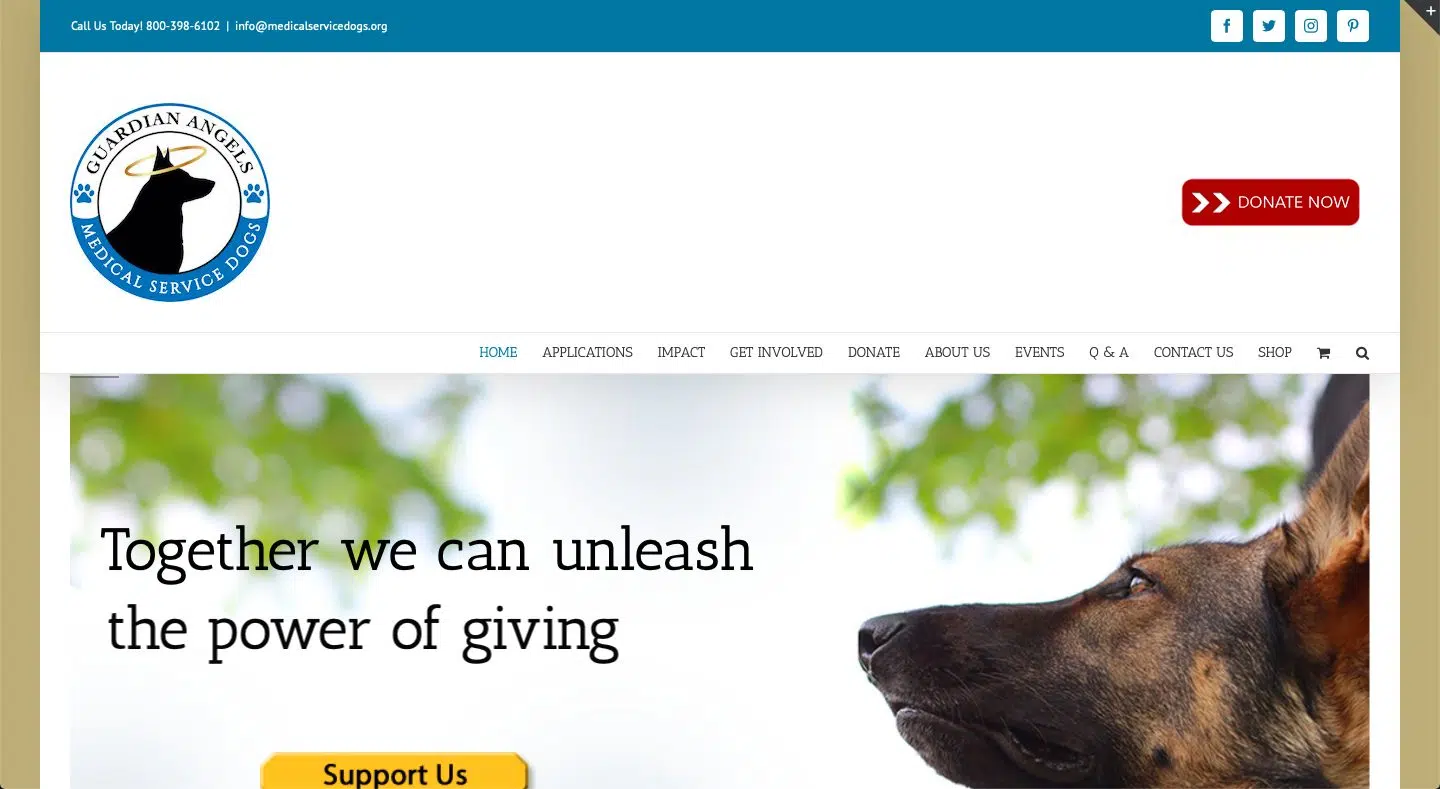 Call Us Today! 800-398-6102 | info@medicalservicedogs.org
GUARDIAN ANGELS
MEDICAL SERVICE DOGS
DONATE NOW
HOME APPLICATIONS IMPACT GET INVOLVED DONATE ABOUT US EVENTS Q & A CONTACT US SHOP
Together we can unleash
the power of giving
Support Us